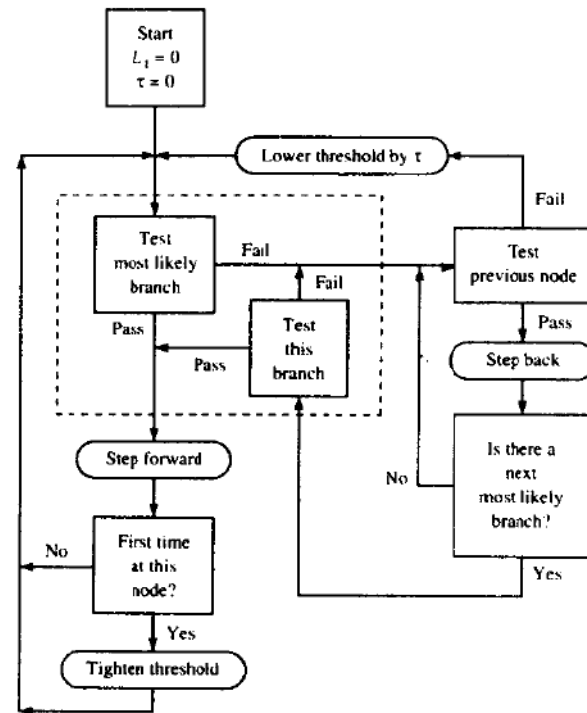 Start
L₁ = 0
τ = 0
Lower threshold by τ
Fail
Test
most likely
branch
Fail
Test
previous node
Fail
Pass
Test
this
branch
Pass
Pass
Step back
Step forward
Is there a
next
most likely
branch?
No
No
First time
at this
node?
Yes
Yes
Tighten threshold